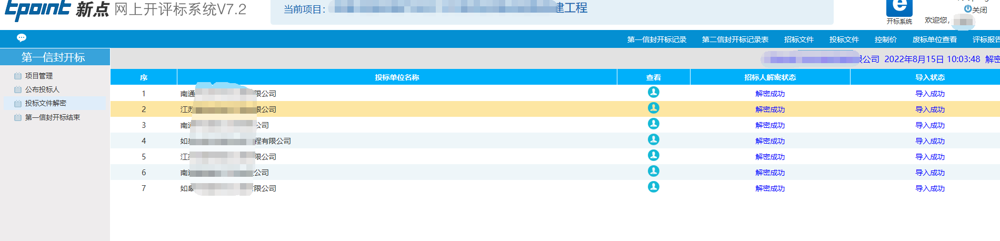 epoint 新点 网上开评标系统V7.2
当前项目： 建工程
开标系统
关闭
欢迎您，
第一信封开标记录 第二信封开标记录表 招标文件 投标文件 控制价 废标单位查看 评标报告
第一信封开标
公司 2022年8月15日 10:03:48 解密
项目管理
公布投标人
投标文件解密
第一信封开标结束
序 投标单位名称 查看 招标人解密状态 导入状态
1 南通 限公司 解密成功 导入成功
2 江苏 限公司 解密成功 导入成功
3 南通 公司 解密成功 导入成功
4 如皋 程有限公司 解密成功 导入成功
5 江苏 限公司 解密成功 导入成功
6 南通 公司 解密成功 导入成功
7 如皋 有限公司 解密成功 导入成功